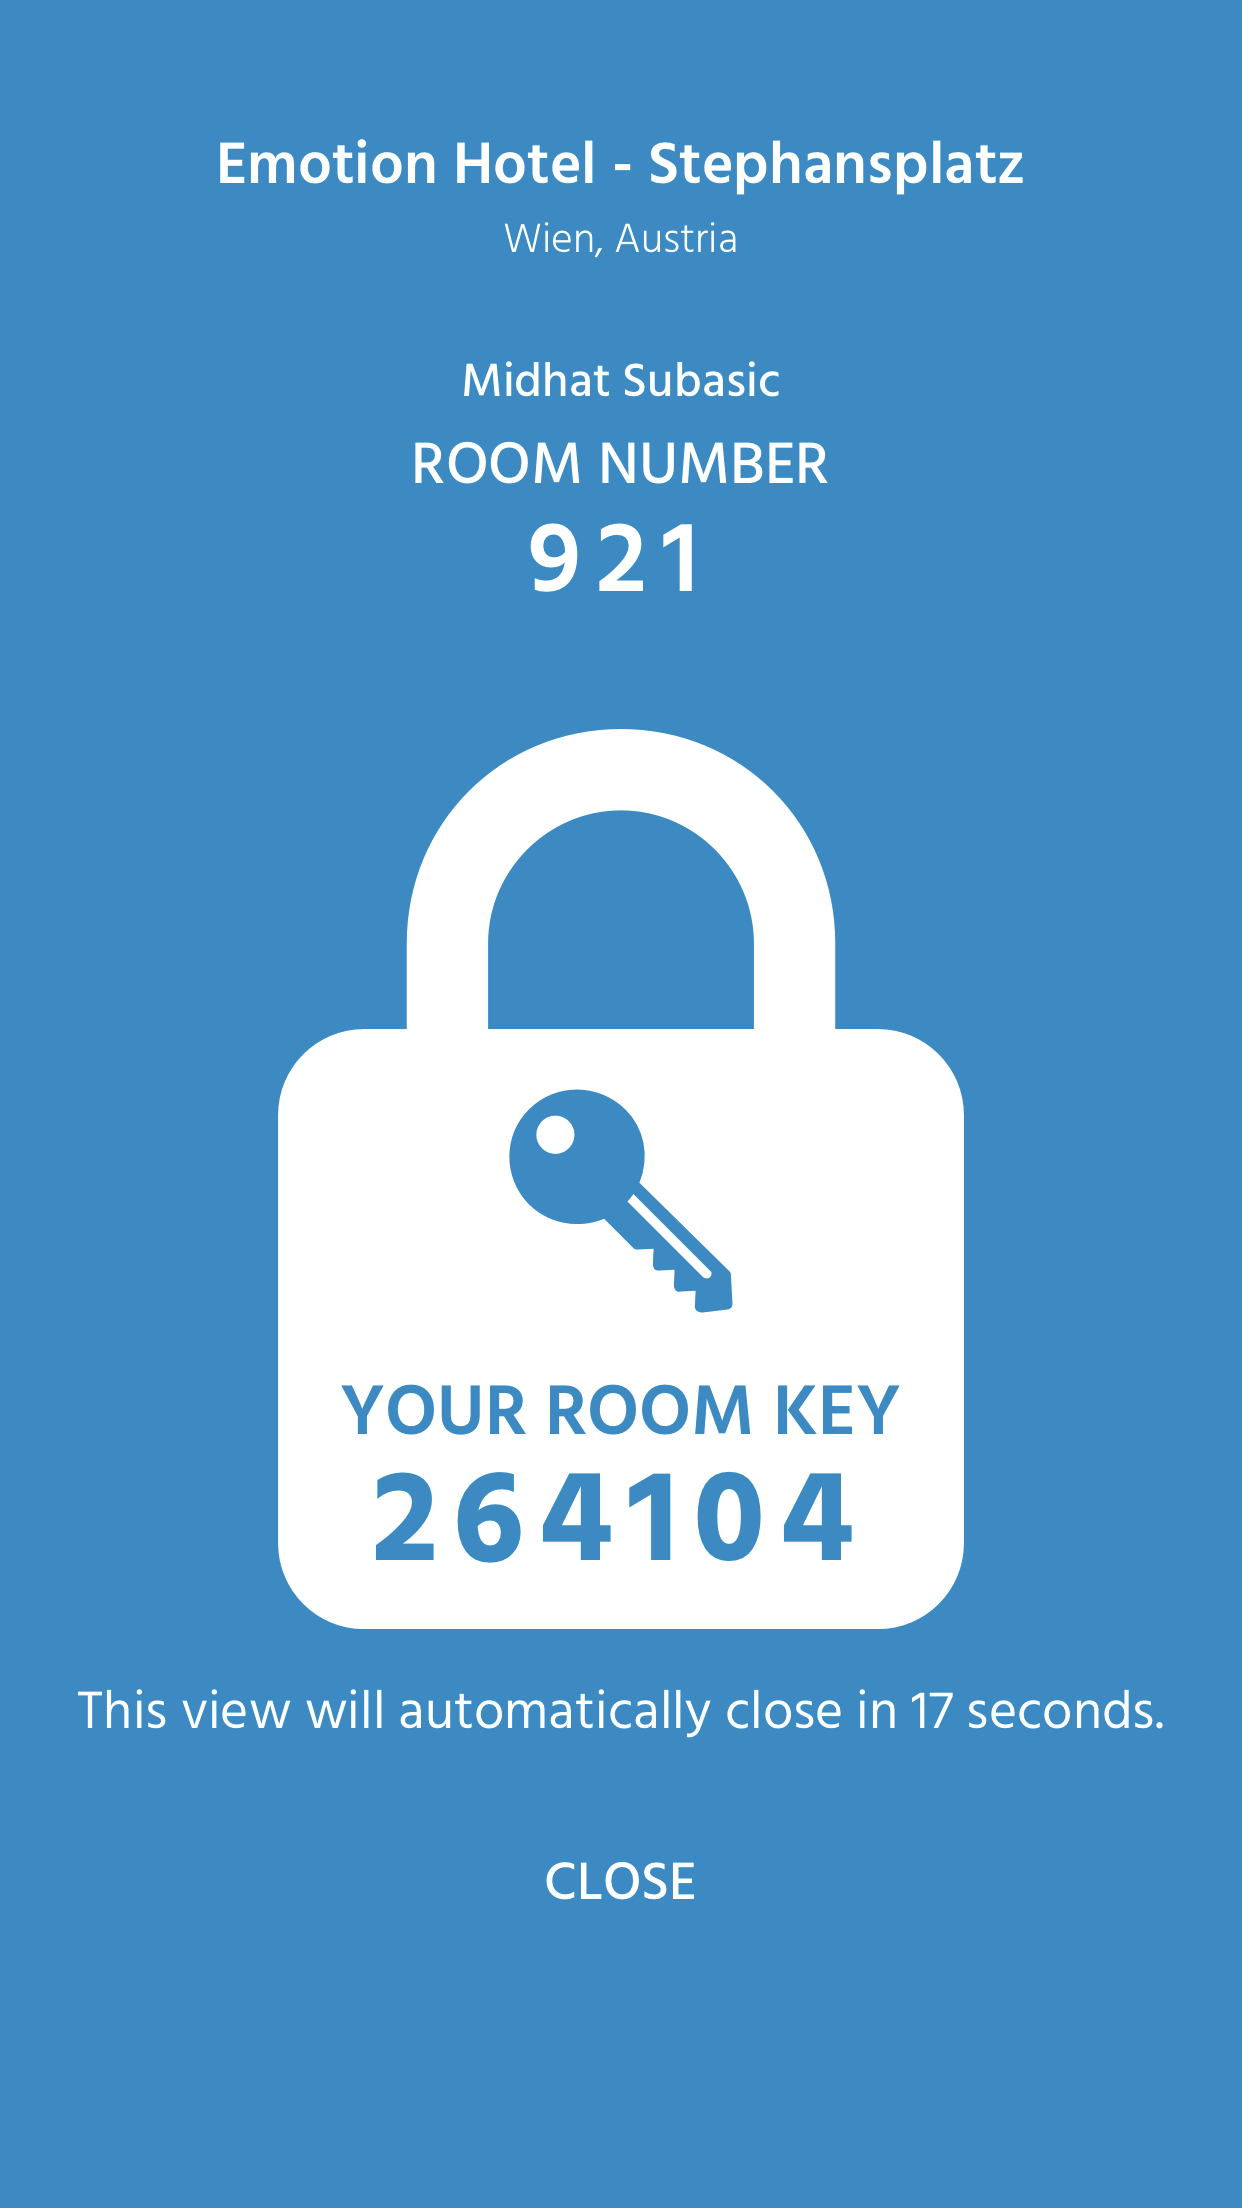 Emotion Hotel - Stephansplatz
Wien, Austria
Midhat Subasic
ROOM NUMBER
921
YOUR ROOM KEY
264104
This view will automatically close in 17 seconds.
CLOSE